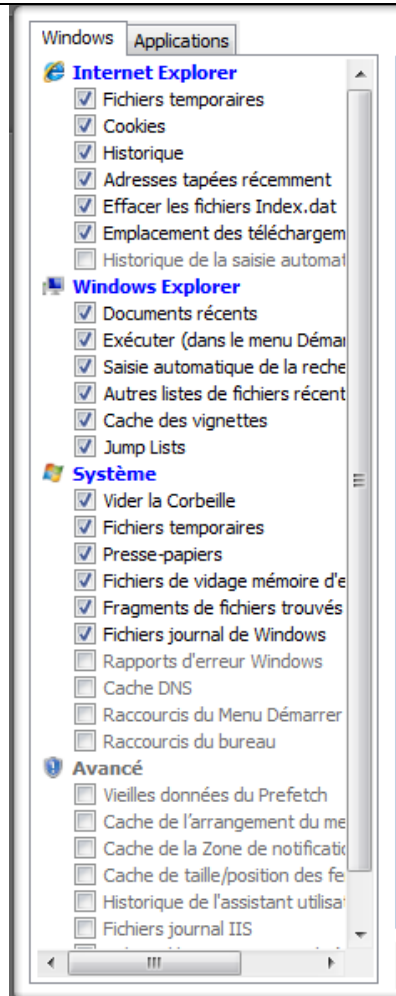 Windows
Applications
Internet Explorer
Fichiers temporaires
Cookies
Historique
Adresses tapées récemment
Effacer les fichiers Index.dat
Emplacement des téléchargem
Historique de la saisie automat
Windows Explorer
Documents récents
Exécuter (dans le menu Démar
Saisie automatique de la reche
Autres listes de fichiers récent
Cache des vignettes
Jump Lists
Système
Vider la Corbeille
Fichiers temporaires
Presse-papiers
Fichiers de vidage mémoire d'e
Fragments de fichiers trouvés
Fichiers journal de Windows
Rapports d'erreur Windows
Cache DNS
Raccourcis du Menu Démarrer
Raccourcis du bureau
Avancé
Vieilles données du Prefetch
Cache de l'arrangement du me
Cache de la Zone de notificatio
Cache de taille/position des fe
Historique de l'assistant utilisat
Fichiers journal IIS